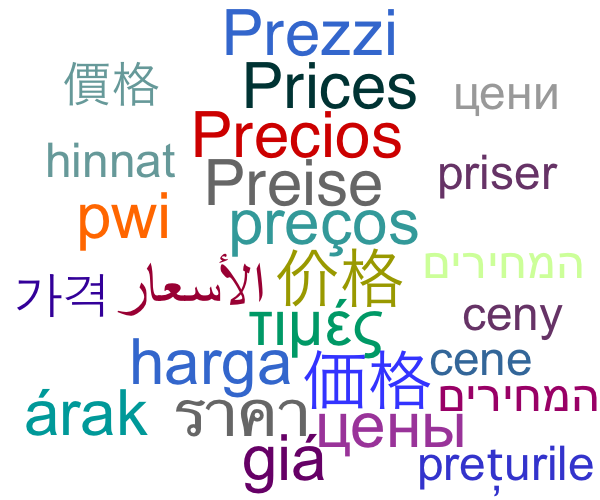 Prezzi
價格
Prices
цени
Precios
hinnat
Preise
priser
pwi
preços
המחירים
가격
الأسعار
价格
τιμές
ceny
harga
価格
cene
המחירים
árak
ราคา
цены
giá
prețurile